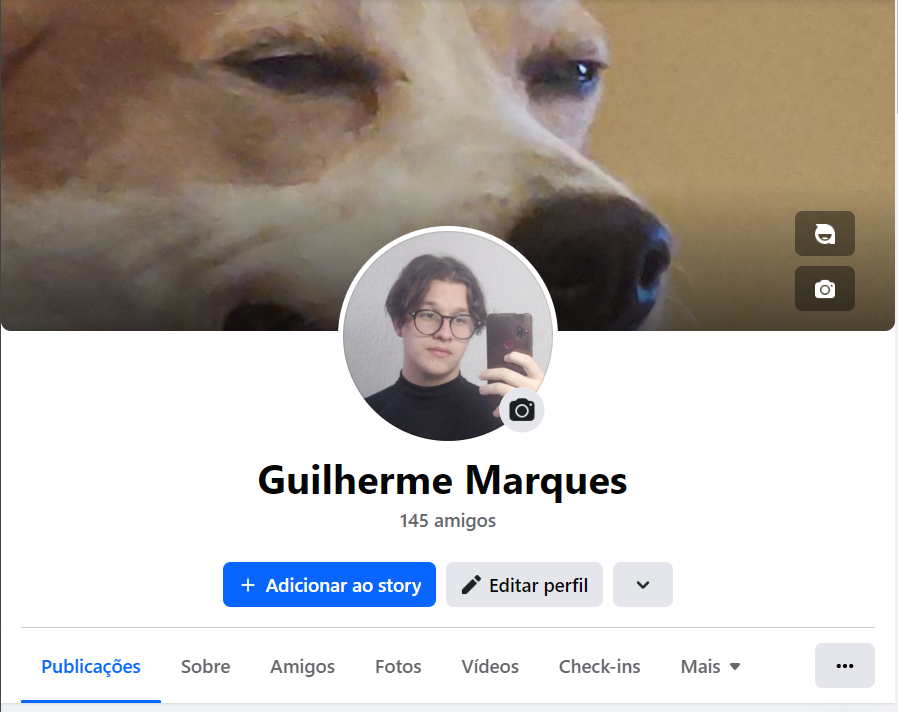 Guilherme Marques
145 amigos
+ Adicionar ao story Editar perfil
Publicações Sobre Amigos Fotos Vídeos Check-ins Mais